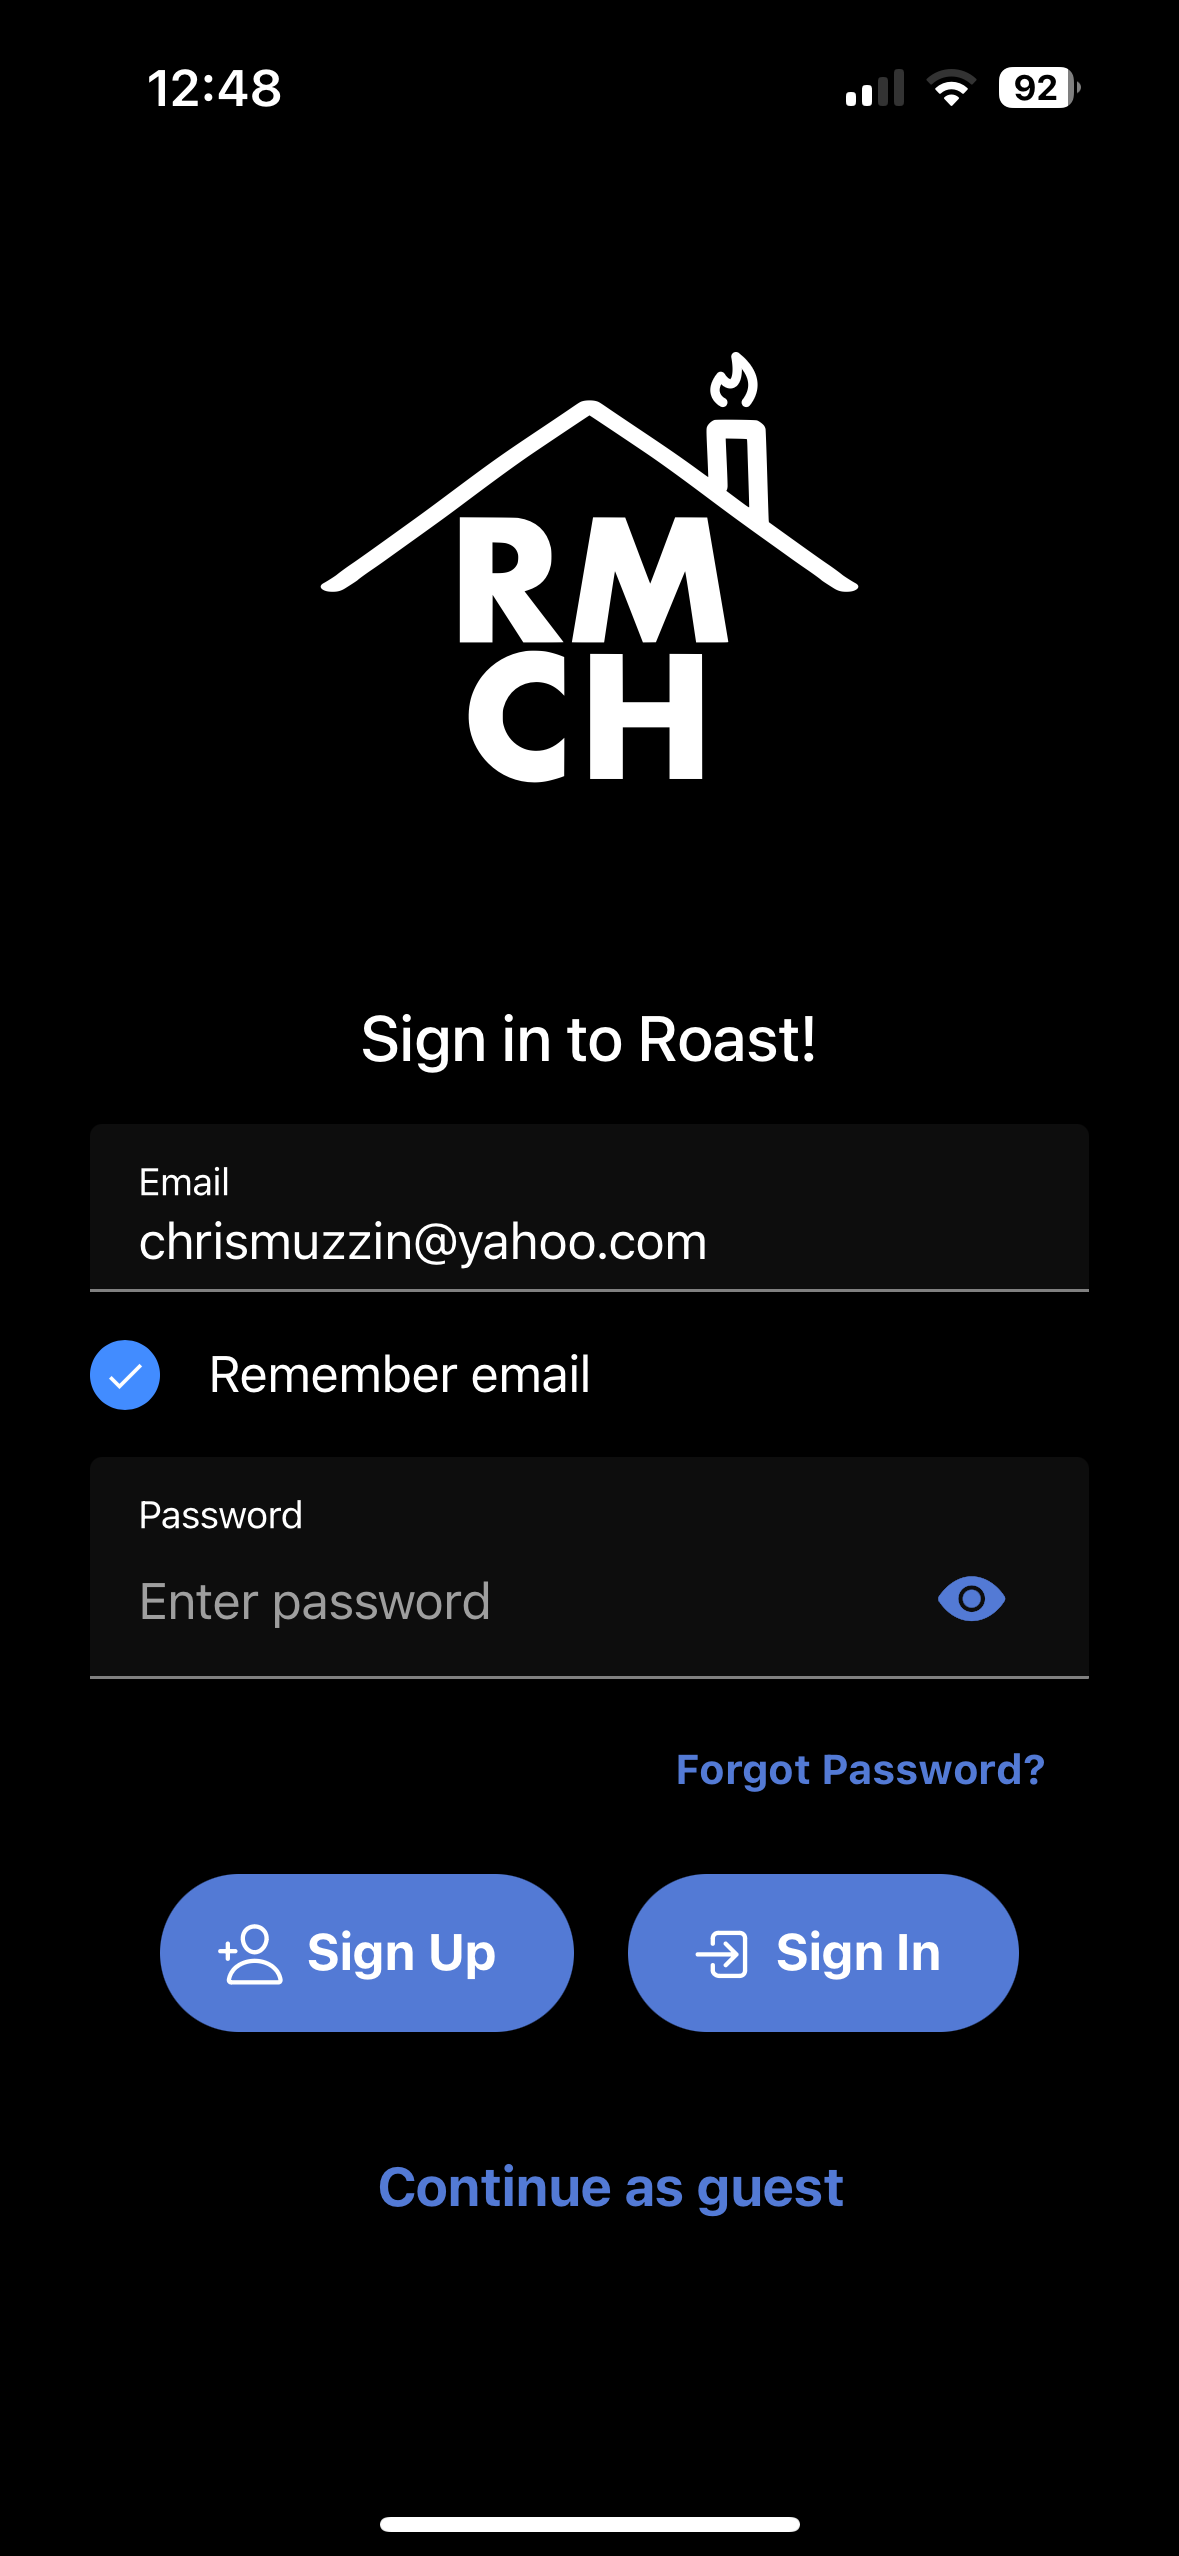 12:48
92
RM
CH
Sign in to Roast!
Email
chrismuzzin@yahoo.com
Remember email
Password
Enter password
Forgot Password?
Sign Up
Sign In
Continue as guest